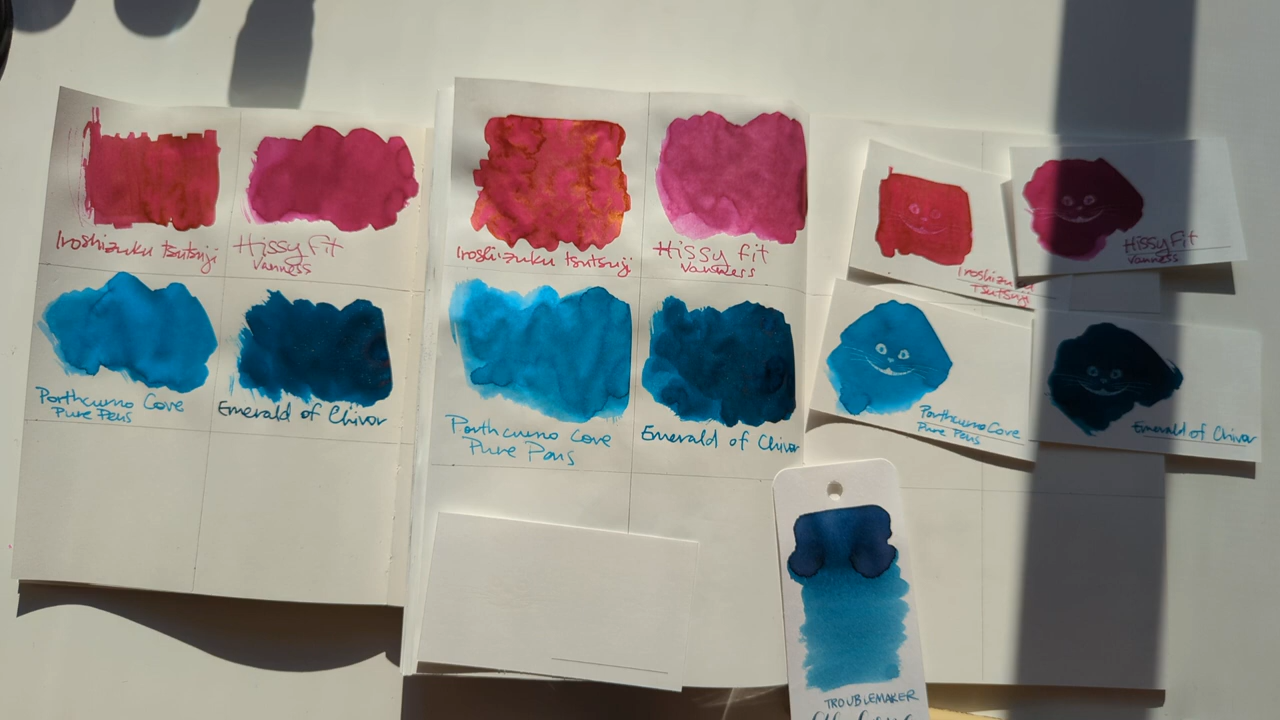 Iroshizuku tsutsuji
Hissy Fit
Vanness
Porthcurno Cove
Pure Pens
Emerald of Chivor
Iroshizuku tsutsuji
Hissy fit
Vanness
Porthcurno Cove
Pure Pens
Emerald of Chivor
Iroshizuku
Tsutsuji
Hissy Fit
Vanness
Porthcurno Cove
Pure Pens
Emerald of Chivor
TROUBLEMAKER